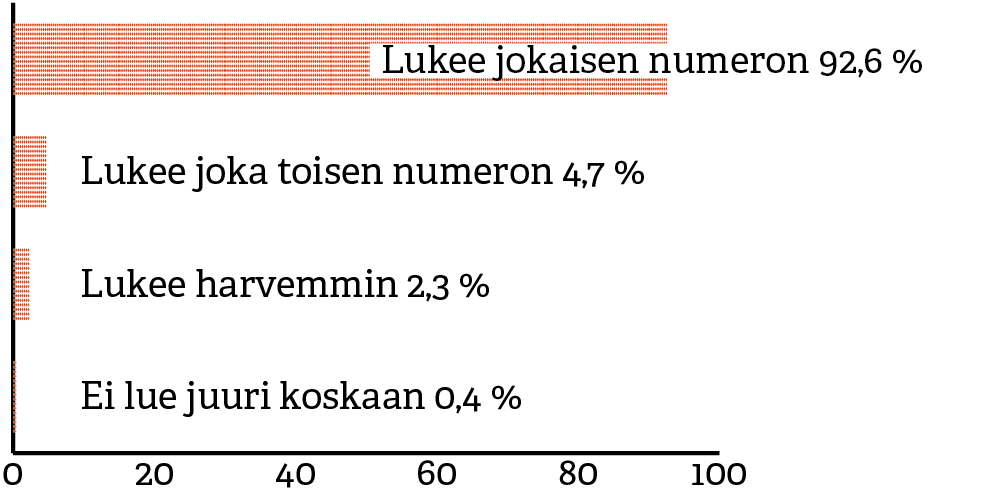 Lukee jokaisen numeron 92,6 %
Lukee joka toisen numeron 4,7 %
Lukee harvemmin 2,3 %
Ei lue juuri koskaan 0,4 %
0 20 40 60 80 100